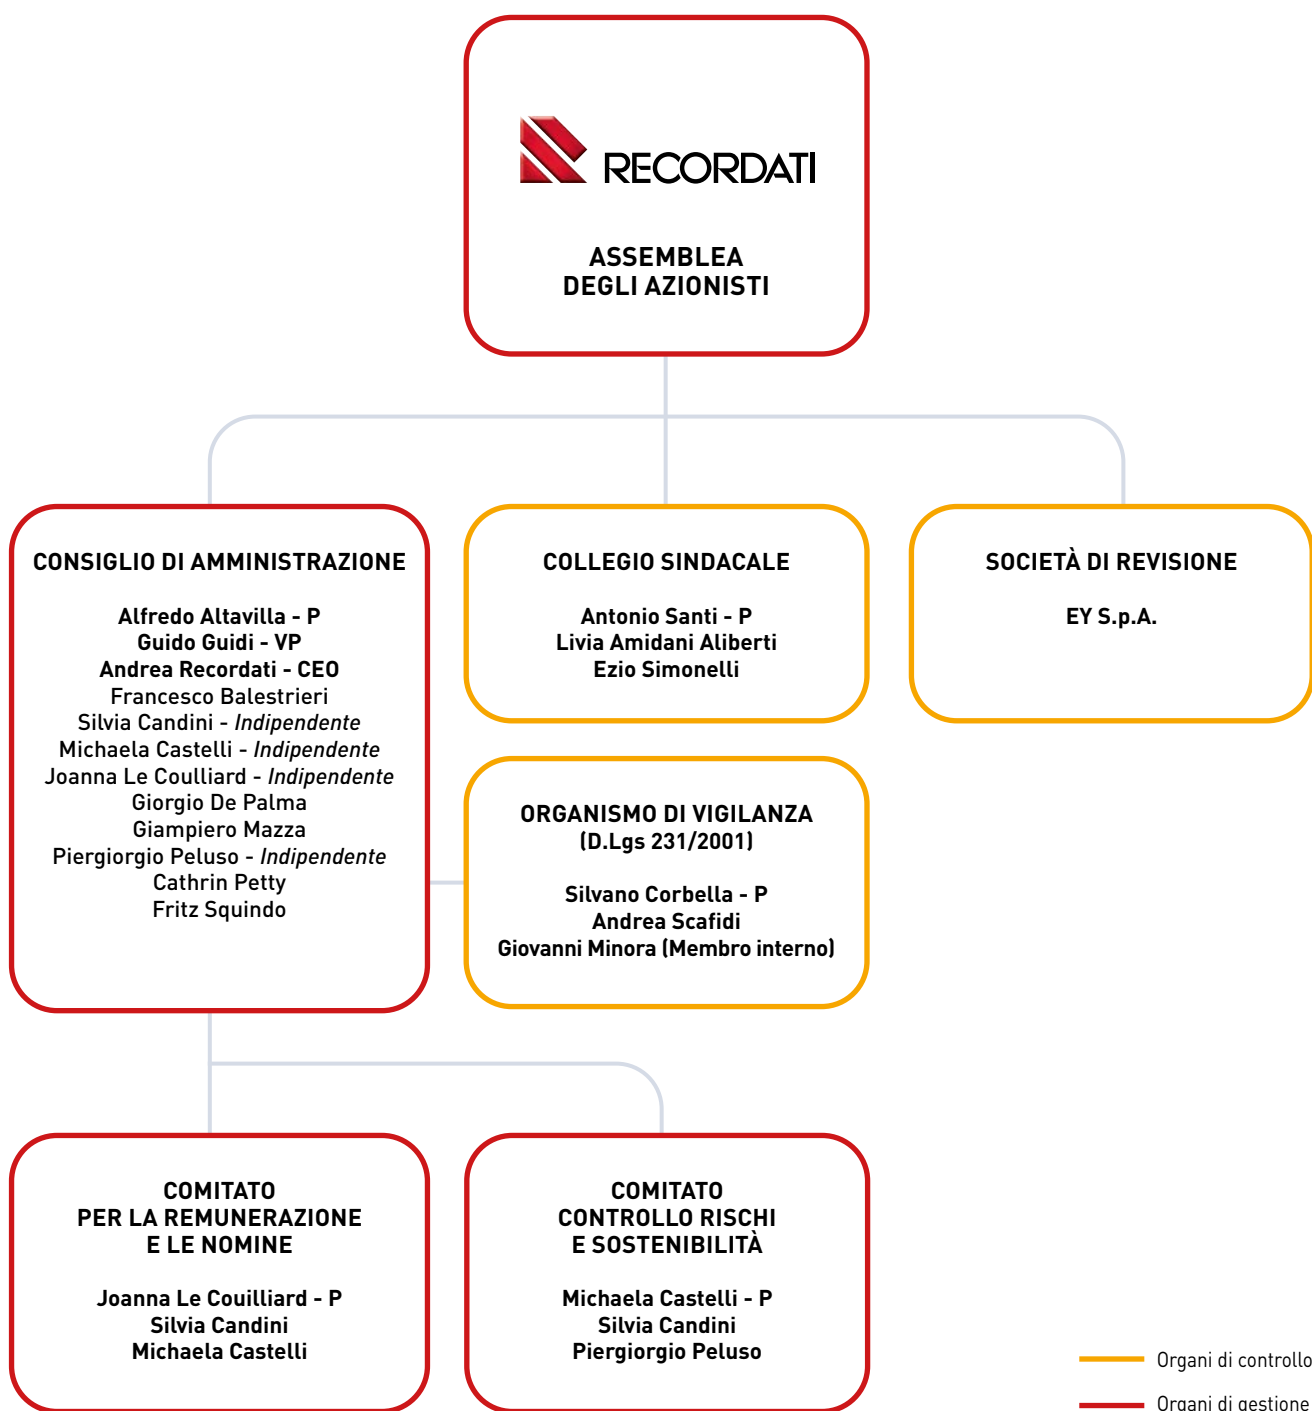 RECORDATI
ASSEMBLEA
DEGLI AZIONISTI
CONSIGLIO DI AMMINISTRAZIONE
Alfredo Altavilla - P
Guido Guidi - VP
Andrea Recordati - CEO
Francesco Balestrieri
Silvia Candini - Indipendente
Michaela Castelli - Indipendente
Joanna Le Coulliard - Indipendente
Giorgio De Palma
Giampiero Mazza
Piergiorgio Peluso - Indipendente
Cathrin Petty
Fritz Squindo
COLLEGIO SINDACALE
Antonio Santi - P
Livia Amidani Aliberti
Ezio Simonelli
SOCIETÀ DI REVISIONE
EY S.p.A.
ORGANISMO DI VIGILANZA
(D.Lgs 231/2001)
Silvano Corbella - P
Andrea Scafidi
Giovanni Minora (Membro interno)
COMITATO
PER LA REMUNERAZIONE
E LE NOMINE
Joanna Le Couilliard - P
Silvia Candini
Michaela Castelli
COMITATO
CONTROLLO RISCHI
E SOSTENIBILITÀ
Michaela Castelli - P
Silvia Candini
Piergiorgio Peluso
Organi di controllo
Organi di gestione